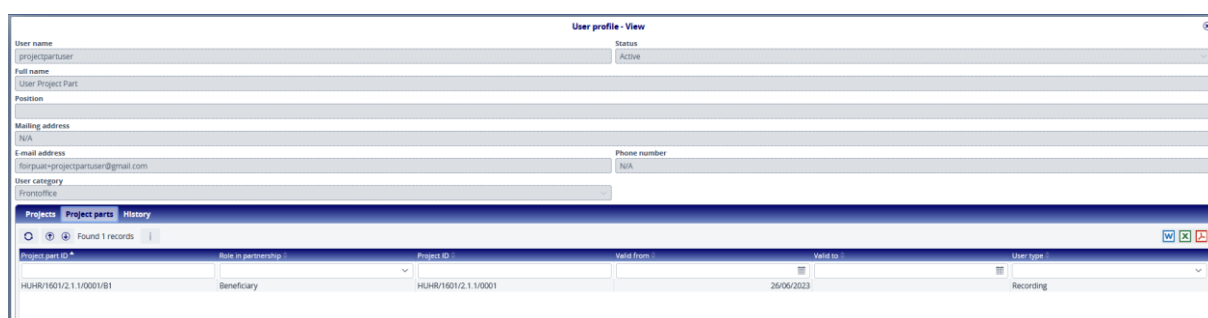 User profile - View
User name Status
projectpartuser Active
Full name
User Project Part
Position
Mailing address
N/A
E-mail address Phone number
foirpuat+projectpartuser@gmail.com N/A
User category
Frontoffice
Projects Project parts History
Found 1 records
Project part ID Role in partnership Project ID Valid from Valid to User type
HUHR/1601/2.1.1/0001/B1 Beneficiary HUHR/1601/2.1.1/0001 26/06/2023 Recording